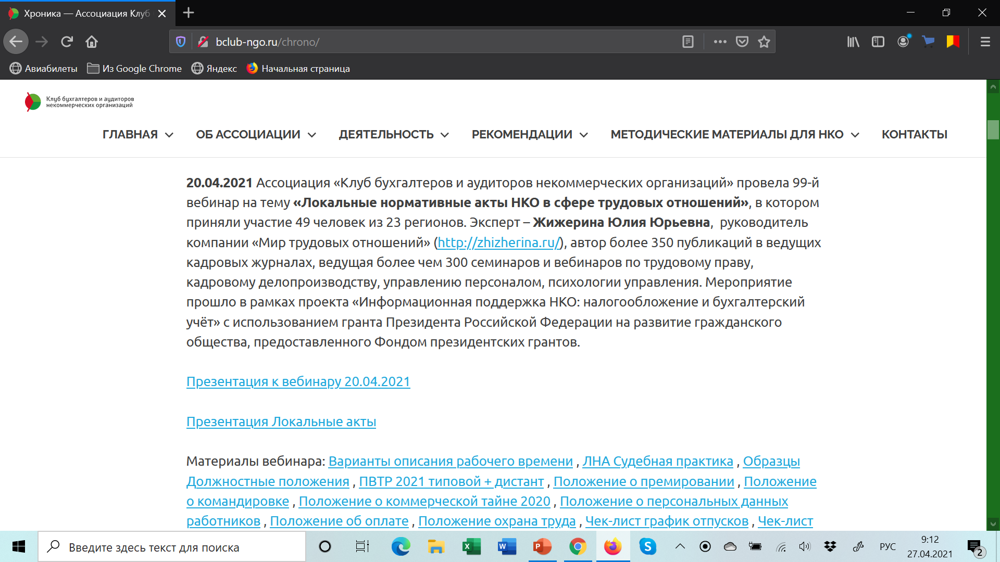 Хроника — Ассоциация Клуб
bclub-ngo.ru/chrono/
Авиабилеты Из Google Chrome Яндекс Начальная страница
Клуб бухгалтеров и аудиторов
некоммерческих организаций
ГЛАВНАЯ ОБ АССОЦИАЦИИ ДЕЯТЕЛЬНОСТЬ РЕКОМЕНДАЦИИ МЕТОДИЧЕСКИЕ МАТЕРИАЛЫ ДЛЯ НКО КОНТАКТЫ
20.04.2021 Ассоциация «Клуб бухгалтеров и аудиторов некоммерческих организаций» провела 99-й
вебинар на тему «Локальные нормативные акты НКО в сфере трудовых отношений», в котором
приняли участие 49 человек из 23 регионов. Эксперт – Жижерина Юлия Юрьевна, руководитель
компании «Мир трудовых отношений» (http://zhizherina.ru/), автор более 350 публикаций в ведущих
кадровых журналах, ведущая более чем 300 семинаров и вебинаров по трудовому праву,
кадровому делопроизводству, управлению персоналом, психологии управления. Мероприятие
прошло в рамках проекта «Информационная поддержка НКО: налогообложение и бухгалтерский
учёт» с использованием гранта Президента Российской Федерации на развитие гражданского
общества, предоставленного Фондом президентских грантов.
Презентация к вебинару 20.04.2021
Презентация Локальные акты
Материалы вебинара: Варианты описания рабочего времени , ЛНА Судебная практика , Образцы
Должностные положения , ПВТР 2021 типовой + дистант , Положение о премировании , Положение
о командировке , Положение о коммерческой тайне 2020 , Положение о персональных данных
работников , Положение об оплате , Положение охрана труда , Чек-лист график отпусков , Чек-лист
Введите здесь текст для поиска
РУС
9:12
27.04.2021
2